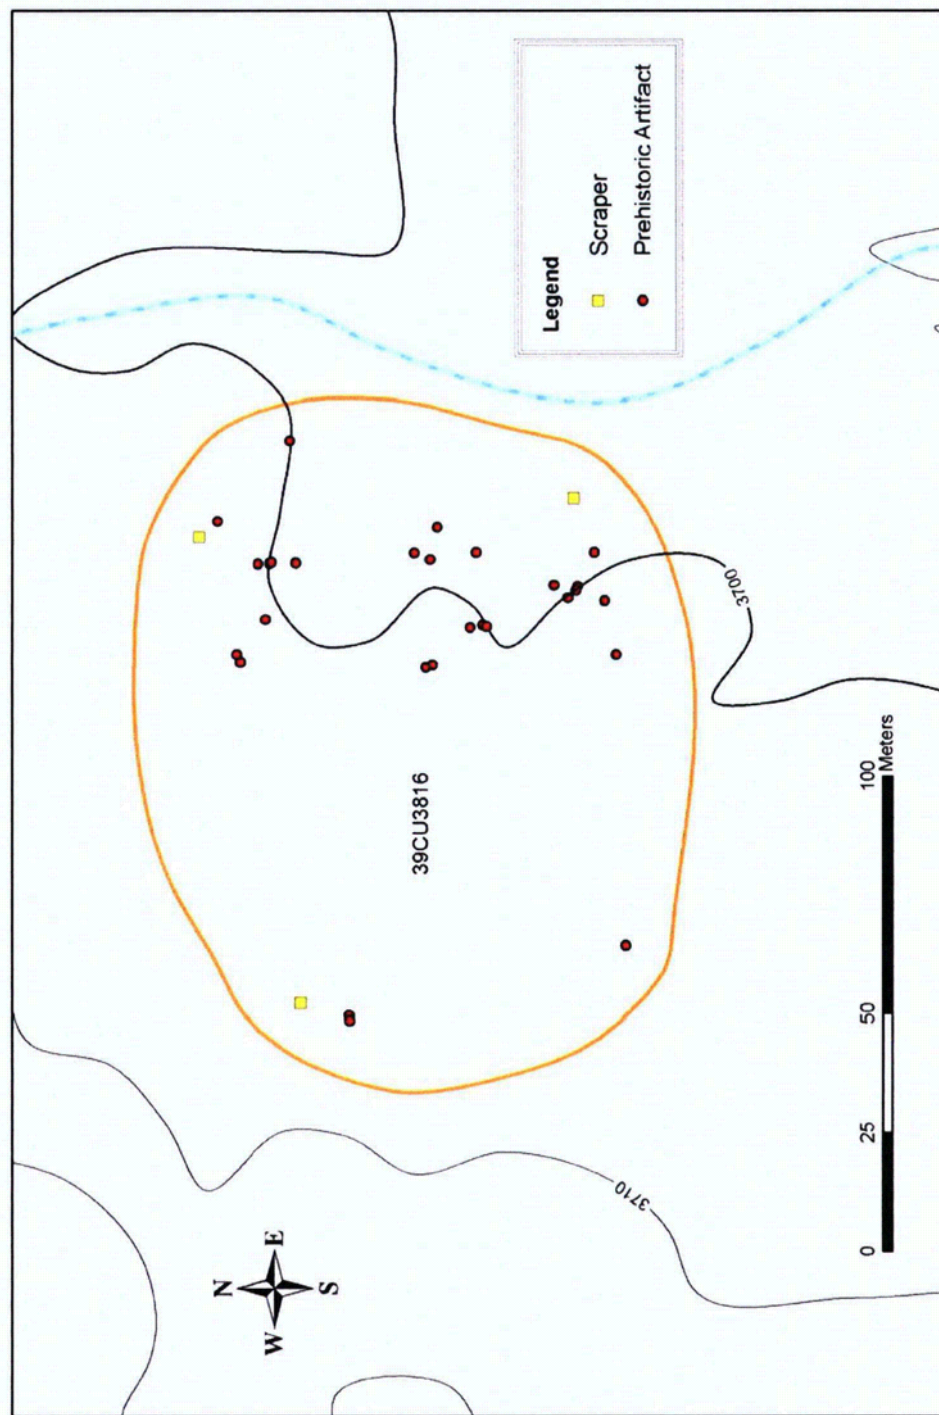 Legend
Scraper
Prehistoric Artifact
39CU3816
3700
3710
N
W E
S
0 25 50 100
Meters